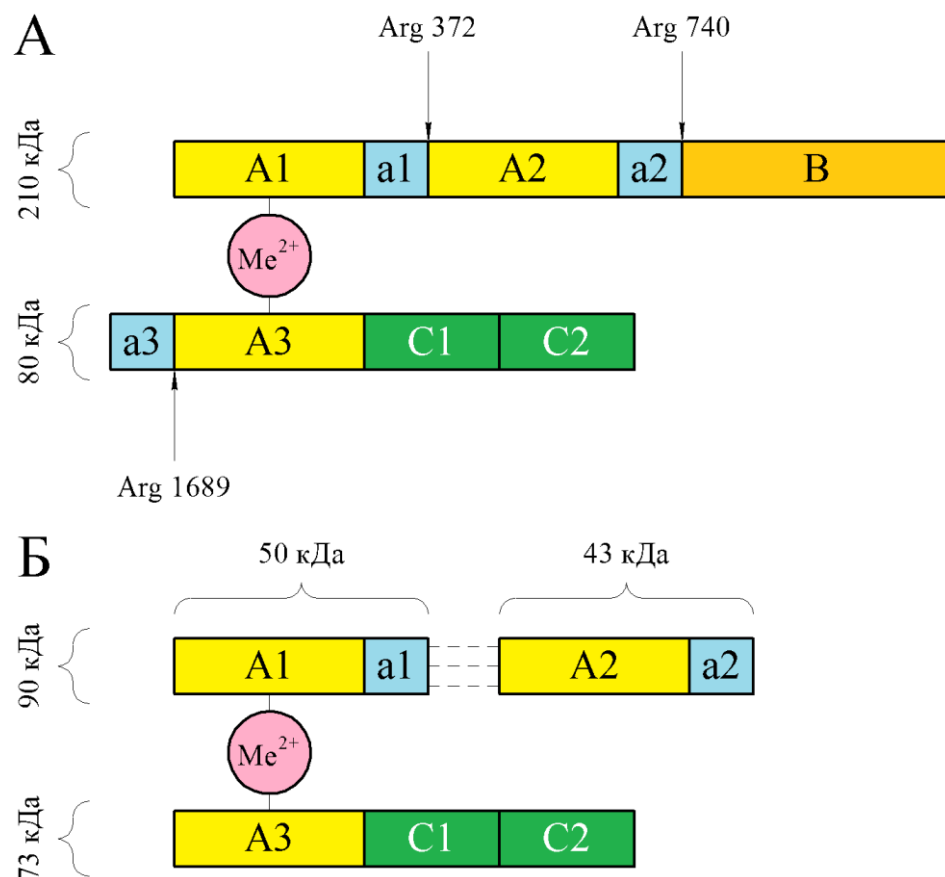 А
Arg 372
Arg 740
210 кДа
A1
a1
A2
a2
B
Me2+
80 кДа
a3
A3
C1
C2
Arg 1689
Б
50 кДа
43 кДа
90 кДа
A1
a1
A2
a2
Me2+
73 кДа
A3
C1
C2